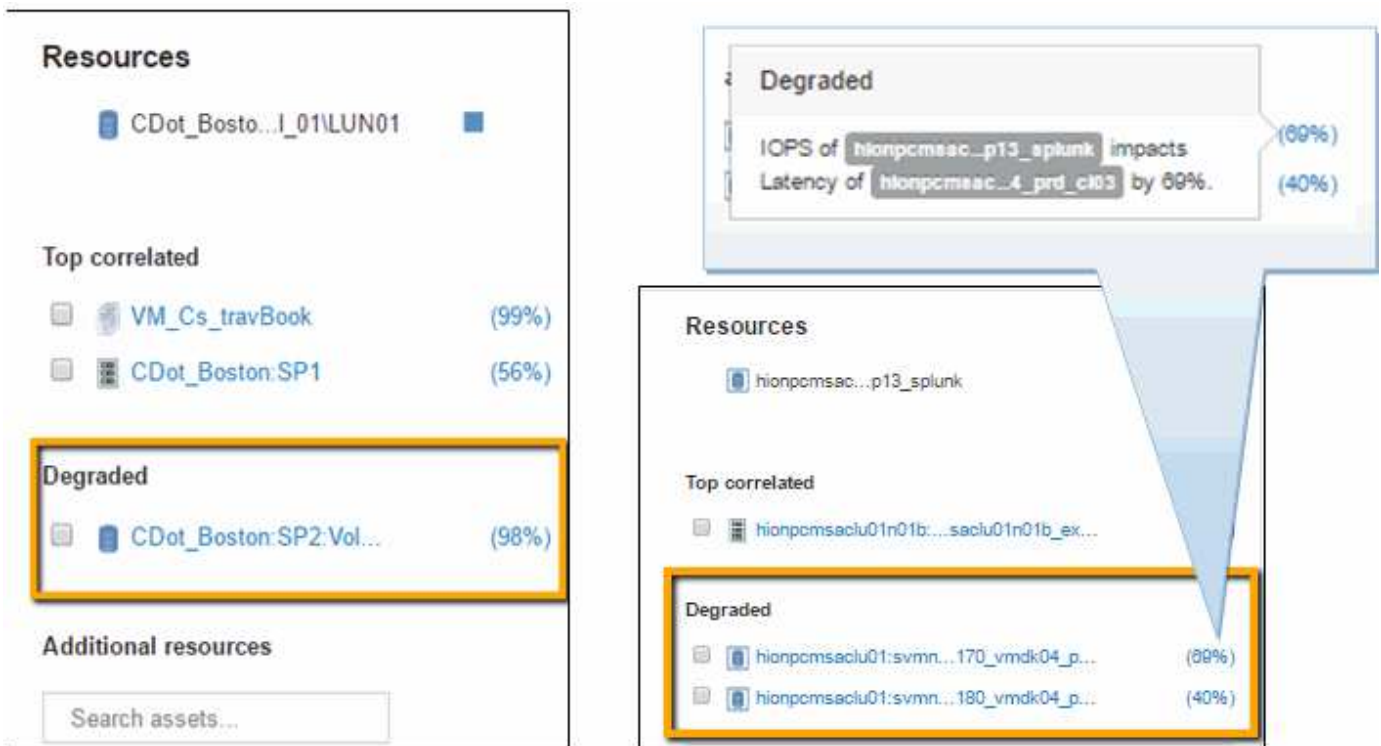 Resources
CDot_Bosto...l_01\LUN01
Top correlated
VM_Cs_travBook (99%)
CDot_Boston:SP1 (56%)
Degraded
CDot_Boston:SP2:Vol... (98%)
Additional resources
Search assets...
Degraded
IOPS of hionpcmsac...p13_splunk impacts
Latency of hionpcmsac...4_prd_cl03 by 69%.
(69%)
(40%)
Resources
hionpcmsac...p13_splunk
Top correlated
hionpcmsaclu01n01b:...saclu01n01b_ex...
Degraded
hionpcmsaclu01:svmn...170_vmdk04_p... (69%)
hionpcmsaclu01:svmn...180_vmdk04_p... (40%)